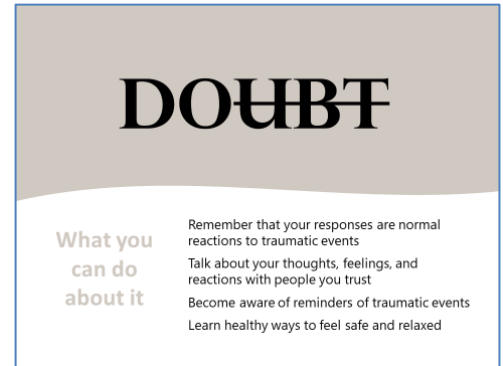 DOUBT
What you
can do
about it
Remember that your responses are normal
reactions to traumatic events
Talk about your thoughts, feelings, and
reactions with people you trust
Become aware of reminders of traumatic events
Learn healthy ways to feel safe and relaxed